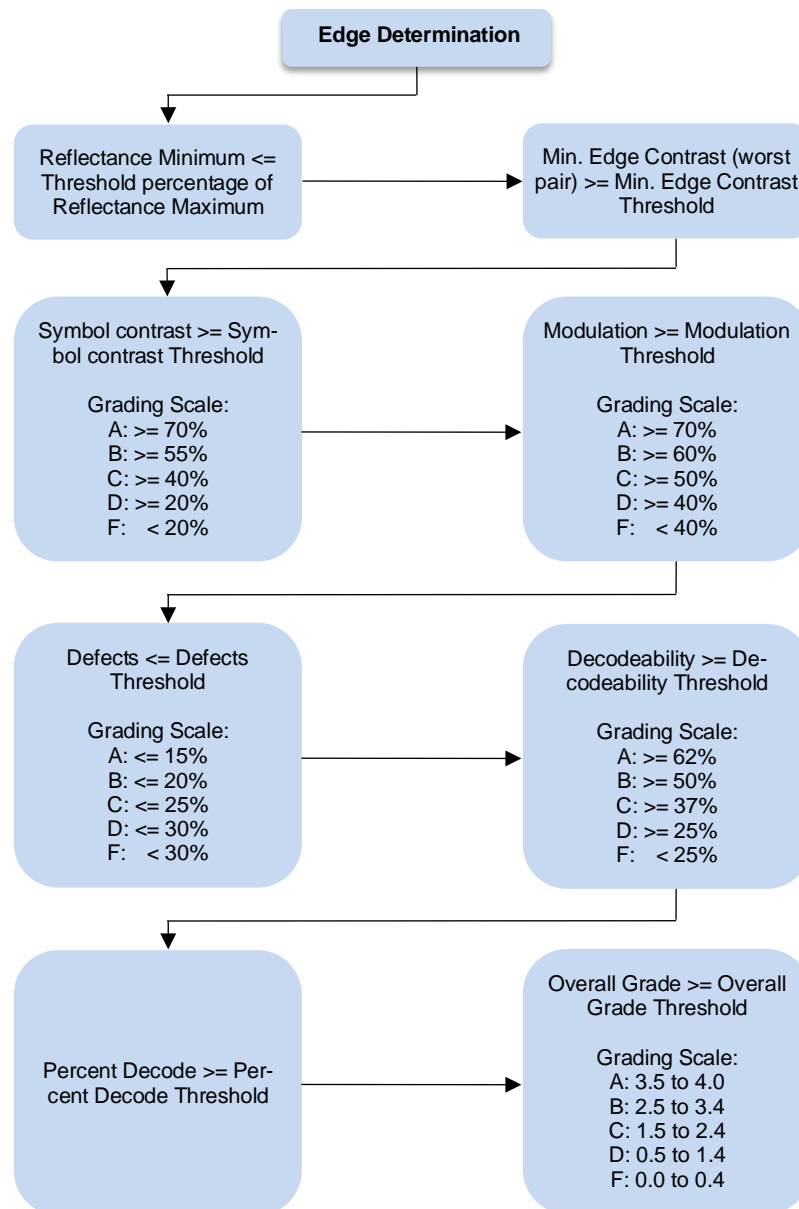 Edge Determination
Reflectance Minimum <=
Threshold percentage of
Reflectance Maximum
Min. Edge Contrast (worst
pair) >= Min. Edge Contrast
Threshold
Symbol contrast >= Sym-
bol contrast Threshold
Grading Scale:
A: >= 70%
B: >= 55%
C: >= 40%
D: >= 20%
F: < 20%
Modulation >= Modulation
Threshold
Grading Scale:
A: >= 70%
B: >= 60%
C: >= 50%
D: >= 40%
F: < 40%
Defects <= Defects
Threshold
Grading Scale:
A: <= 15%
B: <= 20%
C: <= 25%
D: <= 30%
F: < 30%
Decodeability >= De-
codeability Threshold
Grading Scale:
A: >= 62%
B: >= 50%
C: >= 37%
D: >= 25%
F: < 25%
Percent Decode >= Per-
cent Decode Threshold
Overall Grade >= Overall
Grade Threshold
Grading Scale:
A: 3.5 to 4.0
B: 2.5 to 3.4
C: 1.5 to 2.4
D: 0.5 to 1.4
F: 0.0 to 0.4